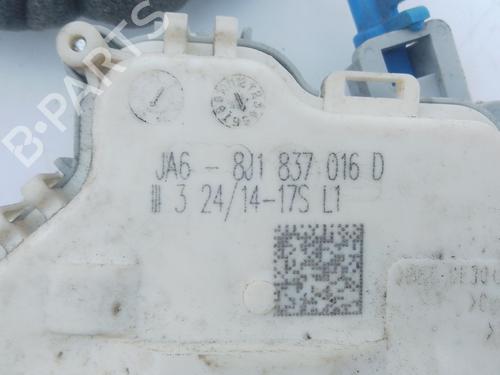 B-PARTS
JA6 - 8J1 837 016 D
3 24/14-17S L1